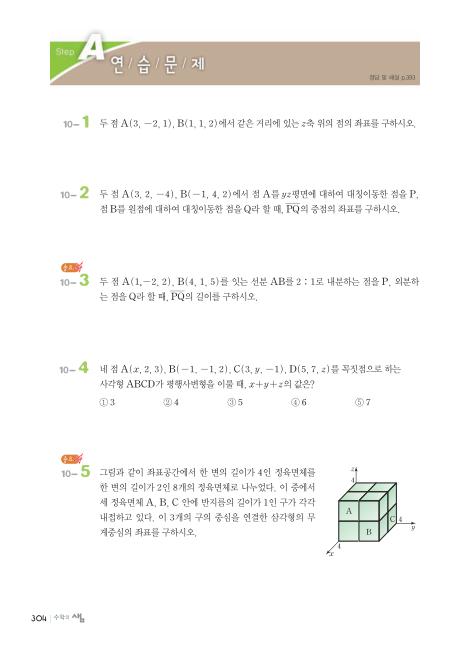 Step A 연 / 습 / 문 / 제
정답 및 해설 p.393
10- 1 두 점 A(3, -2, 1), B(1, 1, 2)에서 같은 거리에 있는 z축 위의 점의 좌표를 구하시오.
10- 2 두 점 A(3, 2, -4), B(-1, 4, 2)에서 점 A를 yz평면에 대하여 대칭이동한 점을 P,
점 B를 원점에 대하여 대칭이동한 점을 Q라 할 때, PQ의 중점의 좌표를 구하시오.
중요
10- 3 두 점 A(1,-2, 2), B(4, 1, 5)를 잇는 선분 AB를 2 : 1로 내분하는 점을 P, 외분하
는 점을 Q라 할 때, PQ의 길이를 구하시오.
10- 4 네 점 A(x, 2, 3), B(-1, -1, 2), C(3, y, -1), D(5, 7, z)를 꼭짓점으로 하는
사각형 ABCD가 평행사변형을 이룰 때, x+y+z의 값은?
① 3 ② 4 ③ 5 ④ 6 ⑤ 7
중요
10- 5 그림과 같이 좌표공간에서 한 변의 길이가 4인 정육면체를
한 변의 길이가 2인 8개의 정육면체로 나누었다. 이 중에서
세 정육면체 A, B, C 안에 반지름의 길이가 1인 구가 각각
내접하고 있다. 이 3개의 구의 중심을 연결한 삼각형의 무
게중심의 좌표를 구하시오.
z
4
A
B
C
4
y
4
x
304 수학의 샘